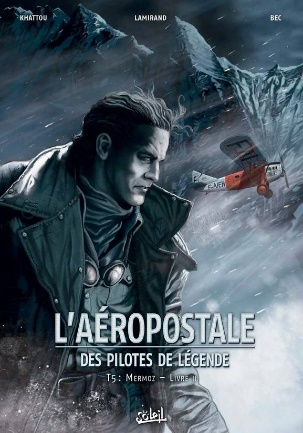 KHATTOU LAMIRAND BEC
L'AÉROPOSTALE
DES PILOTES DE LÉGENDE
T5 : MERMOZ – LIVRE II
Soleil